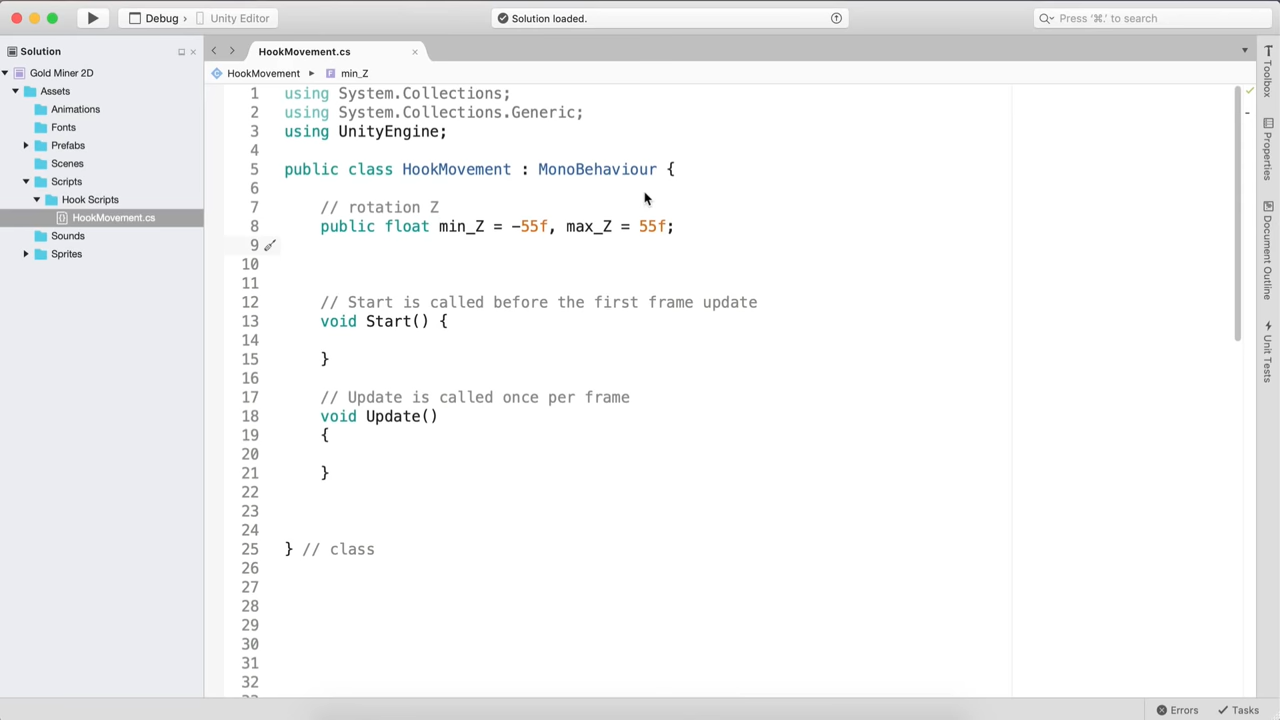 Debug › Unity Editor
Solution loaded.
Press '⌘.' to search
Solution
HookMovement.cs
HookMovement ▸ min_Z
Gold Miner 2D
Assets
Animations
Fonts
Prefabs
Scenes
Scripts
Hook Scripts
HookMovement.cs
Sounds
Sprites
1 using System.Collections;
2 using System.Collections.Generic;
3 using UnityEngine;
4
5 public class HookMovement : MonoBehaviour {
6
7 // rotation Z
8 public float min_Z = -55f, max_Z = 55f;
9
10
11
12 // Start is called before the first frame update
13 void Start() {
14
15 }
16
17 // Update is called once per frame
18 void Update()
19 {
20
21 }
22
23
24
25 } // class
26
27
28
29
30
31
32
Toolbox
Properties
Document Outline
Unit Tests
Errors
Tasks